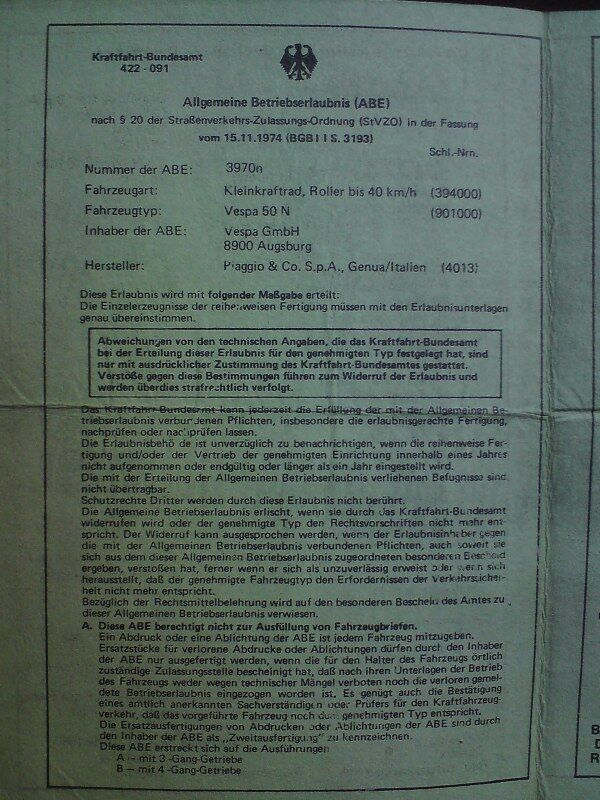 Kraftfahrt-Bundesamt
422 - 091
Allgemeine Betriebserlaubnis (ABE)
nach § 20 der Straßenverkehrs-Zulassungs-Ordnung (StVZO) in der Fassung
vom 15.11.1974 (BGBl I S. 3193)
Schl.-Nrn.
Nummer der ABE: 3970n
Fahrzeugart: Kleinkraftrad, Roller bis 40 km/h (394000)
Fahrzeugtyp: Vespa 50 N (901000)
Inhaber der ABE: Vespa GmbH
8900 Augsburg
Hersteller: Piaggio & Co. S.p.A., Genua/Italien (4013)
Diese Erlaubnis wird mit folgender Maßgabe erteilt:
Die Einzelerzeugnisse der reihenweisen Fertigung müssen mit den Erlaubnisunterlagen
genau übereinstimmen.
Abweichungen von den technischen Angaben, die das Kraftfahrt-Bundesamt
bei der Erteilung dieser Erlaubnis für den genehmigten Typ festgelegt hat, sind
nur mit ausdrücklicher Zustimmung des Kraftfahrt-Bundesamtes gestattet.
Verstöße gegen diese Bestimmungen führen zum Widerruf der Erlaubnis und
werden überdies strafrechtlich verfolgt.
Das Kraftfahrt-Bundesamt kann jederzeit die Erfüllung der mit der Allgemeinen Be-
triebserlaubnis verbundenen Pflichten, insbesondere die erlaubnisgerechte Fertigung,
nachprüfen oder nachprüfen lassen.
Die Erlaubnisbehörde ist unverzüglich zu benachrichtigen, wenn die reihenweise Fer-
tigung und/oder der Vertrieb der genehmigten Einrichtung innerhalb eines Jahres
nicht aufgenommen oder endgültig oder länger als ein Jahr eingestellt wird.
Die mit der Erteilung der Allgemeinen Betriebserlaubnis verliehenen Befugnisse sind
nicht übertragbar.
Schutzrechte Dritter werden durch diese Erlaubnis nicht berührt.
Die Allgemeine Betriebserlaubnis erlischt, wenn sie durch das Kraftfahrt-Bundesamt
widerrufen wird oder der genehmigte Typ den Rechtsvorschriften nicht mehr ent-
spricht. Der Widerruf kann ausgesprochen werden, wenn der Erlaubnisinhaber gegen
die mit der Allgemeinen Betriebserlaubnis verbundenen Pflichten, auch soweit sie
sich aus dem dieser Allgemeinen Betriebserlaubnis zugeordneten besonderen Bescheid
ergeben, verstoßen hat, ferner wenn er sich als unzuverlässig erweist oder wenn sich
herausstellt, daß der genehmigte Fahrzeugtyp den Erfordernissen der Verkehrssicher-
heit nicht mehr entspricht.
Bezüglich der Rechtsmittelbelehrung wird auf den besonderen Bescheid des Amtes zu
dieser Allgemeinen Betriebserlaubnis verwiesen.
A. Diese ABE berechtigt nicht zur Ausfüllung von Fahrzeugbriefen.
Ein Abdruck oder eine Ablichtung der ABE ist jedem Fahrzeug mitzugeben.
Ersatzstücke für verlorene Abdrucke oder Ablichtungen dürfen durch den Inhaber
der ABE nur ausgefertigt werden, wenn die für den Halter des Fahrzeugs örtlich
zuständige Zulassungsstelle bescheinigt hat, daß nach ihren Unterlagen der Betrieb
des Fahrzeugs weder wegen technischer Mängel verboten noch die verloren gemel-
dete Betriebserlaubnis eingezogen worden ist. Es genügt auch die Bestätigung
eines amtlich anerkannten Sachverständigen oder Prüfers für den Kraftfahrzeug-
verkehr, daß das vorgeführte Fahrzeug noch dem genehmigten Typ entspricht.
Die Ersatzausfertigungen von Abdrucken oder Ablichtungen der ABE sind durch
den Inhaber der ABE als „Zweitausfertigung" zu kennzeichnen.
Diese ABE erstreckt sich auf die Ausführungen
A – mit 3 -Gang-Getriebe
B – mit 4 -Gang-Getriebe